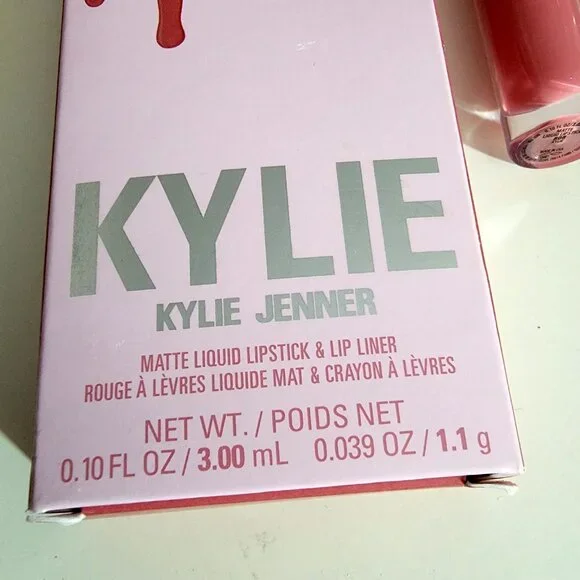 KYLIE
KYLIE JENNER
MATTE LIQUID LIPSTICK & LIP LINER
ROUGE À LÈVRES LIQUIDE MAT & CRAYON À LÈVRES
NET WT. / POIDS NET
0.10 FL OZ / 3.00 mL 0.039 OZ / 1.1 g
MATTE